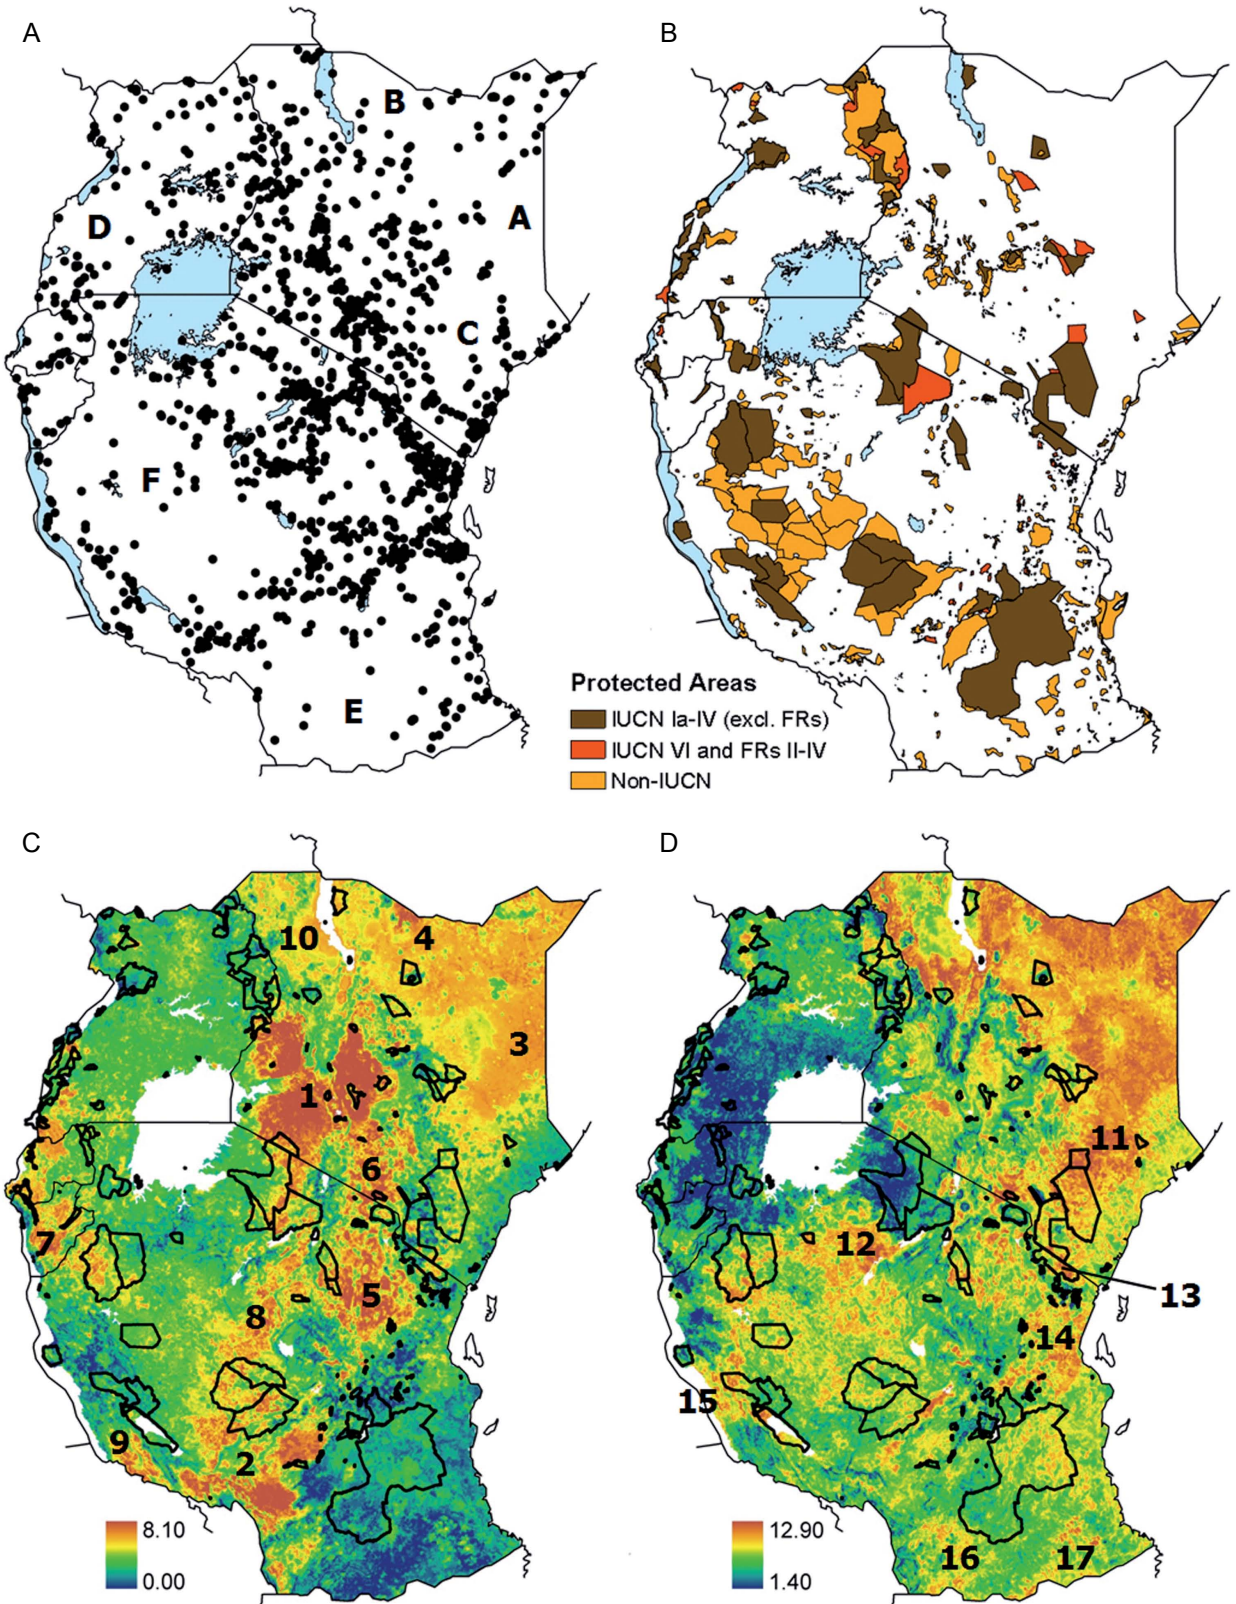 A
B
B
A
D
C
F
E
Protected Areas
IUCN Ia-IV (excl. FRs)
IUCN VI and FRs II-IV
Non-IUCN
C
D
10
4
3
1
6
7
5
8
9
2
8.10
0.00
11
12
13
14
15
16
17
12.90
1.40